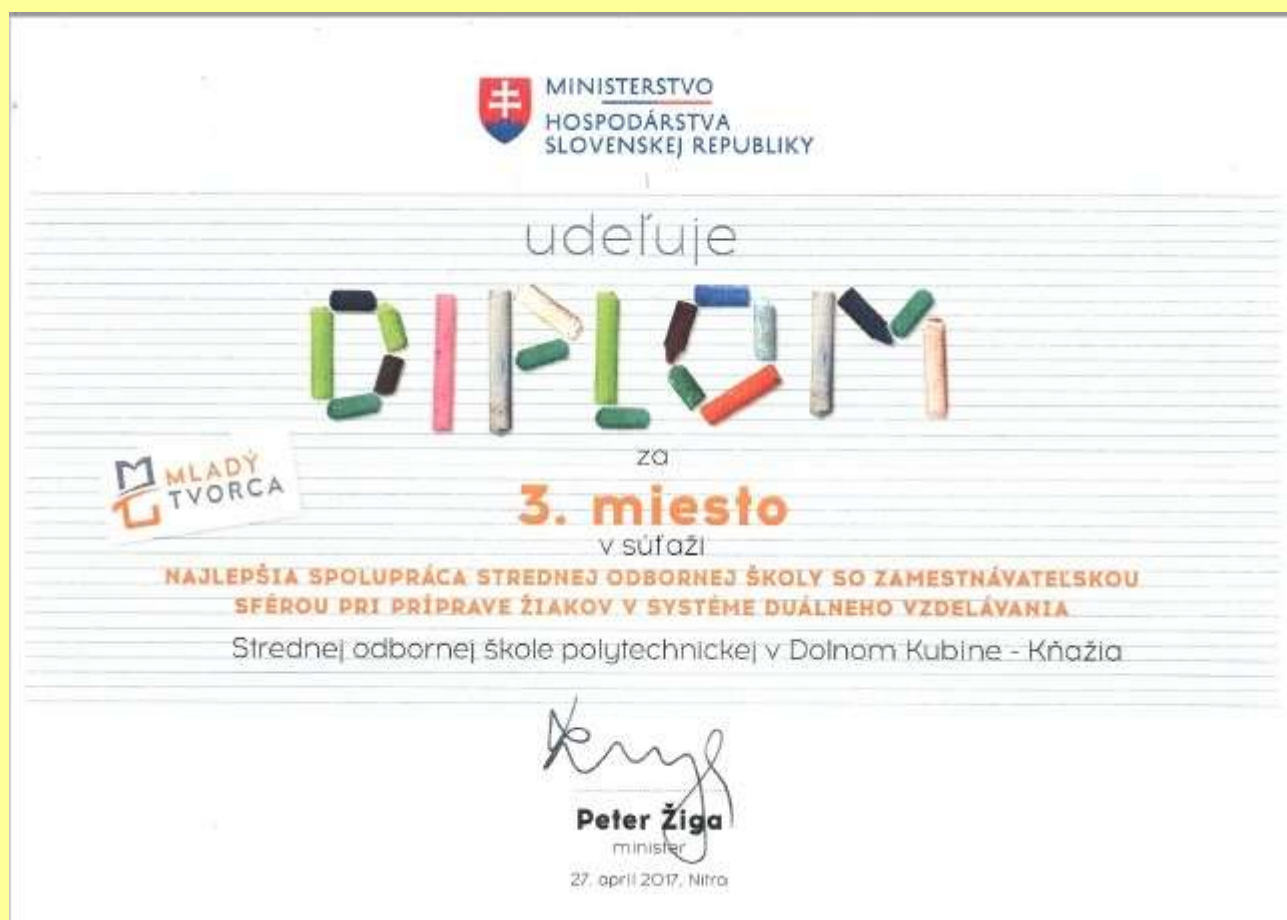 MINISTERSTVO
HOSPODÁRSTVA
SLOVENSKEJ REPUBLIKY
udeľuje
DIPLOM
za
MLADÝ
TVORCA
3. miesto
v súťaži
NAJLEPŠIA SPOLUPRÁCA STREDNEJ ODBORNEJ ŠKOLY SO ZAMESTNÁVATEĽSKOU
SFÉROU PRI PRÍPRAVE ŽIAKOV V SYSTÉME DUÁLNEHO VZDELÁVANIA
Strednej odbornej škole polytechnickej v Dolnom Kubíne - Kňažia
Peter Žiga
minister
27. apríl 2017, Nitra